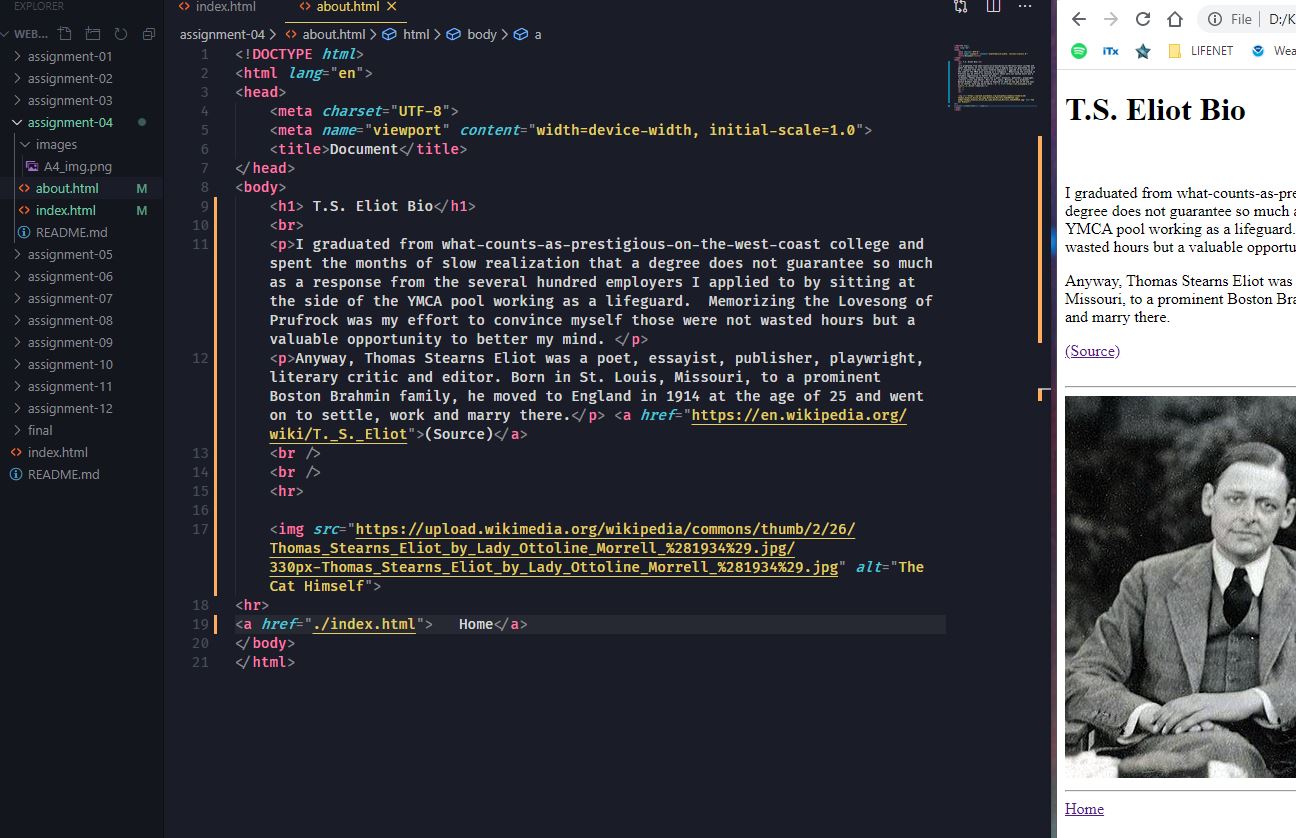 EXPLORER
WEB...
assignment-01
assignment-02
assignment-03
assignment-04
images
A4_img.png
about.html M
index.html M
README.md
assignment-05
assignment-06
assignment-07
assignment-08
assignment-09
assignment-10
assignment-11
assignment-12
final
index.html
README.md
index.html about.html
assignment-04 > about.html > html > body > a
1 <!DOCTYPE html>
2 <html lang="en">
3 <head>
4 <meta charset="UTF-8">
5 <meta name="viewport" content="width=device-width, initial-scale=1.0">
6 <title>Document</title>
7 </head>
8 <body>
9 <h1> T.S. Eliot Bio</h1>
10 <br>
11 <p>I graduated from what-counts-as-prestigious-on-the-west-coast college and
spent the months of slow realization that a degree does not guarantee so much
as a response from the several hundred employers I applied to by sitting at
the side of the YMCA pool working as a lifeguard.  Memorizing the Lovesong of
Prufrock was my effort to convince myself those were not wasted hours but a
valuable opportunity to better my mind. </p>
12 <p>Anyway, Thomas Stearns Eliot was a poet, essayist, publisher, playwright,
literary critic and editor. Born in St. Louis, Missouri, to a prominent
Boston Brahmin family, he moved to England in 1914 at the age of 25 and went
on to settle, work and marry there.</p> <a href="https://en.wikipedia.org/
wiki/T._S._Eliot">(Source)</a>
13 <br />
14 <br />
15 <hr>
16
17 <img src="https://upload.wikimedia.org/wikipedia/commons/thumb/2/26/
Thomas_Stearns_Eliot_by_Lady_Ottoline_Morrell_%281934%29.jpg/
330px-Thomas_Stearns_Eliot_by_Lady_Ottoline_Morrell_%281934%29.jpg" alt="The
Cat Himself">
18 <hr>
19 <a href="./index.html">   Home</a>
20 </body>
21 </html>
File D:/K
iTx LIFENET Wea
T.S. Eliot Bio
I graduated from what-counts-as-pre
degree does not guarantee so much a
YMCA pool working as a lifeguard.
wasted hours but a valuable opportu
Anyway, Thomas Stearns Eliot was
Missouri, to a prominent Boston Bra
and marry there.
(Source)
Home